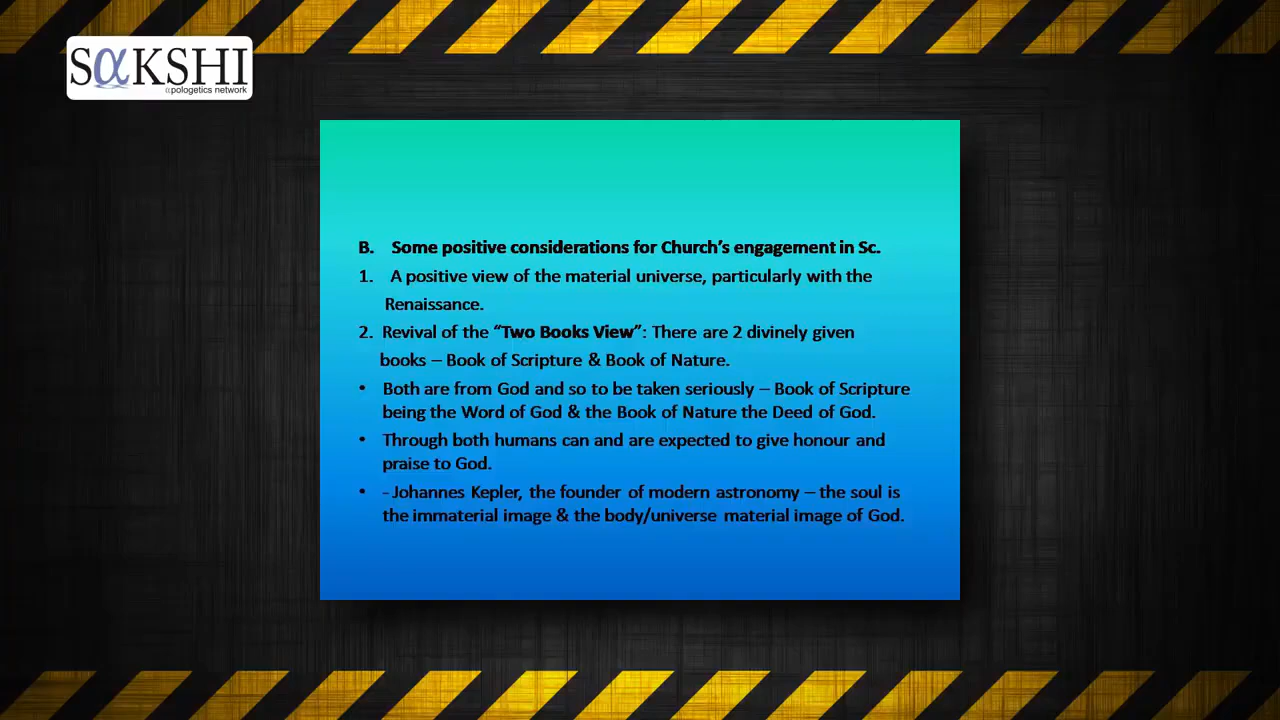 SαKSHI
αpologetics network
B. Some positive considerations for Church's engagement in Sc.
1. A positive view of the material universe, particularly with the
Renaissance.
2. Revival of the “Two Books View”: There are 2 divinely given
books – Book of Scripture & Book of Nature.
• Both are from God and so to be taken seriously – Book of Scripture
being the Word of God & the Book of Nature the Deed of God.
• Through both humans can and are expected to give honour and
praise to God.
• - Johannes Kepler, the founder of modern astronomy – the soul is
the immaterial image & the body/universe material image of God.